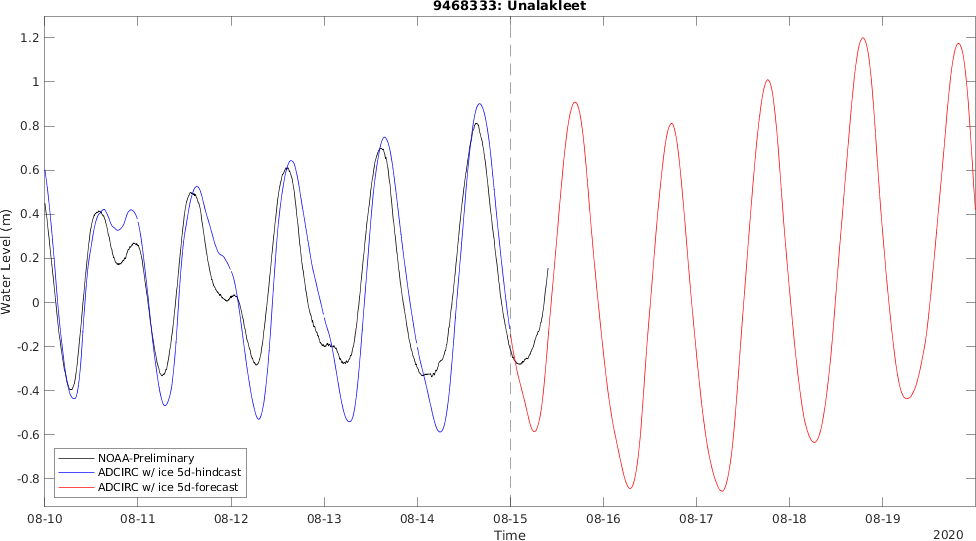 9468333: Unalakleet
1.2
1
0.8
0.6
0.4
0.2
0
-0.2
-0.4
-0.6
-0.8
Water Level (m)
NOAA-Preliminary
ADCIRC w/ ice 5d-hindcast
ADCIRC w/ ice 5d-forecast
08-10 08-11 08-12 08-13 08-14 08-15 08-16 08-17 08-18 08-19
Time
2020